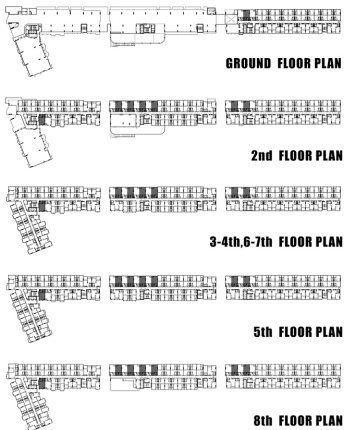 GROUND FLOOR PLAN
2nd FLOOR PLAN
3-4th,6-7th FLOOR PLAN
5th FLOOR PLAN
8th FLOOR PLAN